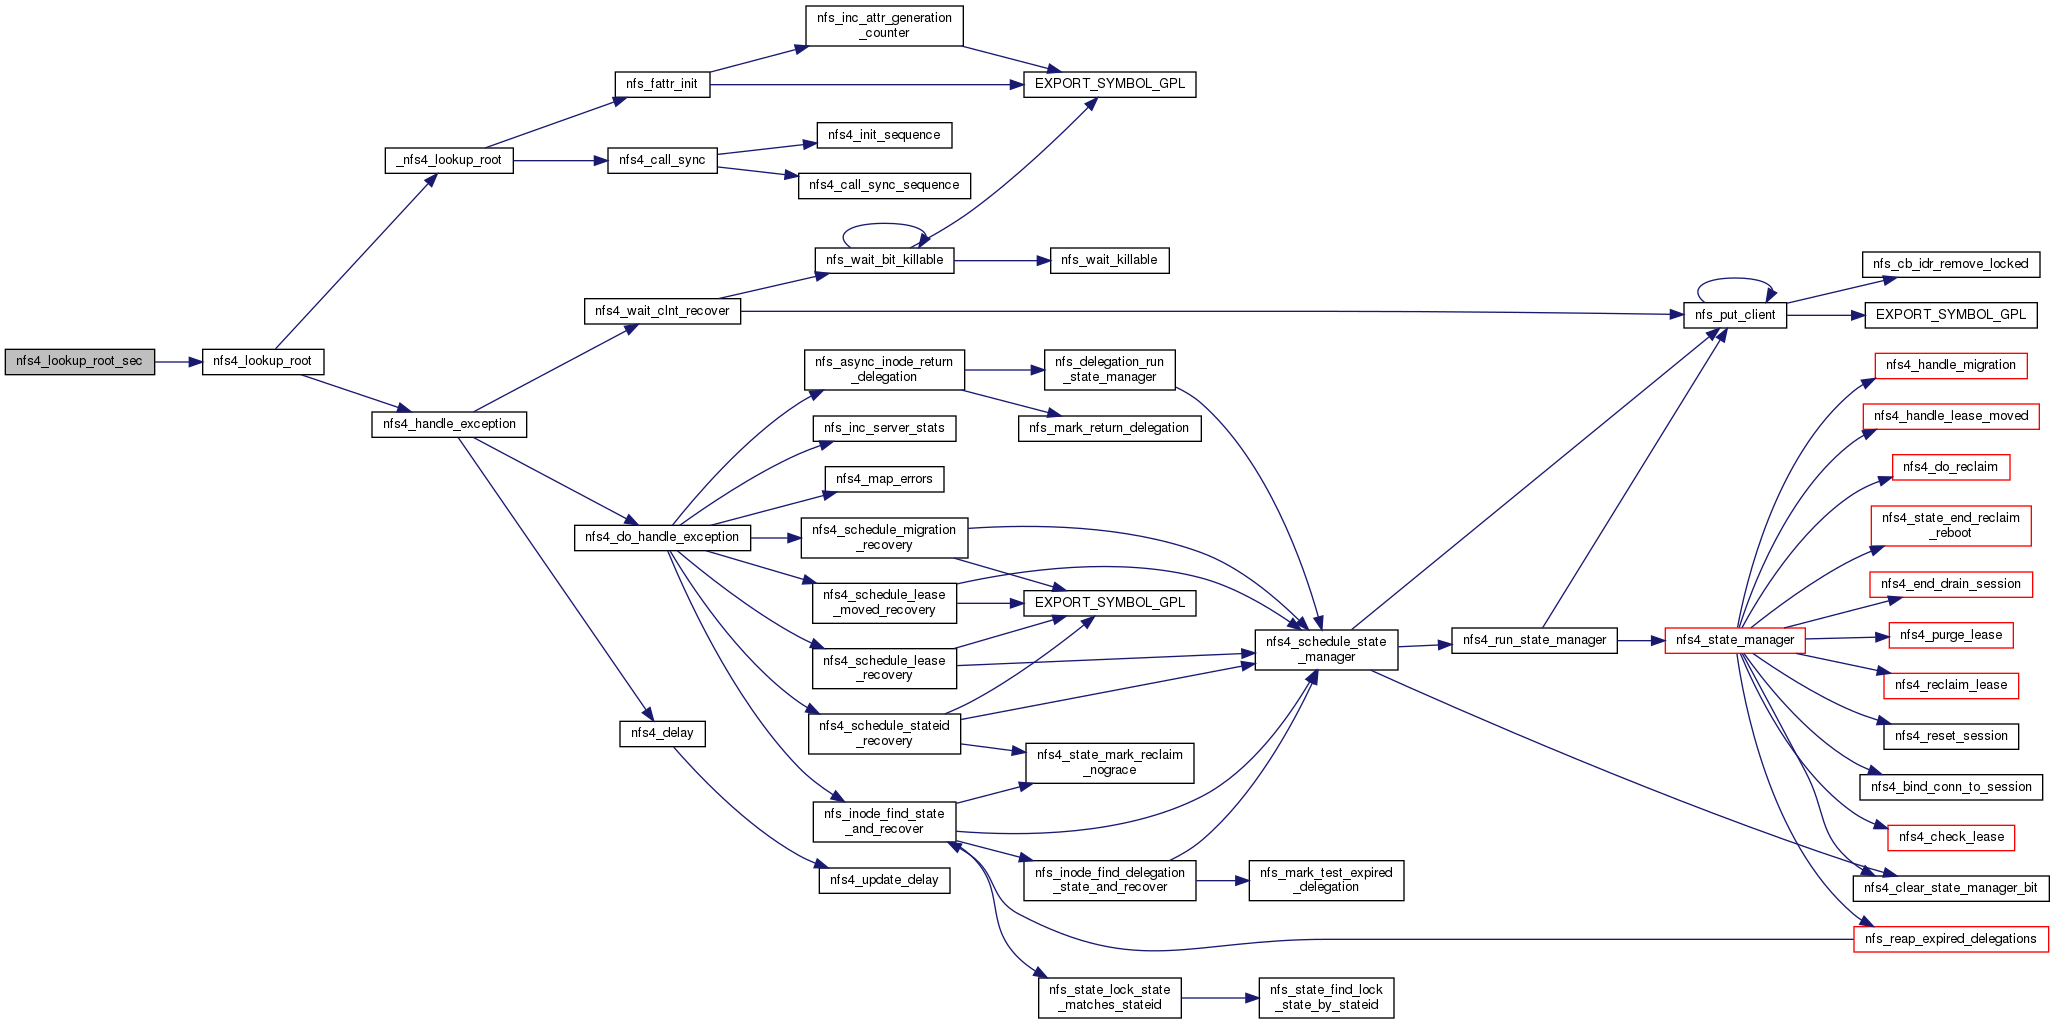 nfs4_lookup_root_sec
nfs4_lookup_root
_nfs4_lookup_root
nfs4_handle_exception
nfs_fattr_init
nfs4_call_sync
nfs4_wait_clnt_recover
nfs4_do_handle_exception
nfs4_delay
nfs_inc_attr_generation
_counter
nfs4_init_sequence
nfs4_call_sync_sequence
nfs_wait_bit_killable
nfs_async_inode_return
_delegation
nfs_inc_server_stats
nfs4_map_errors
nfs4_schedule_migration
_recovery
nfs4_schedule_lease
_moved_recovery
nfs4_schedule_lease
_recovery
nfs4_schedule_stateid
_recovery
nfs_inode_find_state
_and_recover
nfs4_update_delay
EXPORT_SYMBOL_GPL
nfs_wait_killable
nfs_delegation_run
_state_manager
nfs_mark_return_delegation
EXPORT_SYMBOL_GPL
nfs4_state_mark_reclaim
_nograce
nfs_inode_find_delegation
_state_and_recover
nfs_state_lock_state
_matches_stateid
nfs4_schedule_state
_manager
nfs_mark_test_expired
_delegation
nfs_state_find_lock
_state_by_stateid
nfs4_run_state_manager
nfs_put_client
nfs4_state_manager
nfs_cb_idr_remove_locked
EXPORT_SYMBOL_GPL
nfs4_handle_migration
nfs4_handle_lease_moved
nfs4_do_reclaim
nfs4_state_end_reclaim
_reboot
nfs4_end_drain_session
nfs4_purge_lease
nfs4_reclaim_lease
nfs4_reset_session
nfs4_bind_conn_to_session
nfs4_check_lease
nfs4_clear_state_manager_bit
nfs_reap_expired_delegations